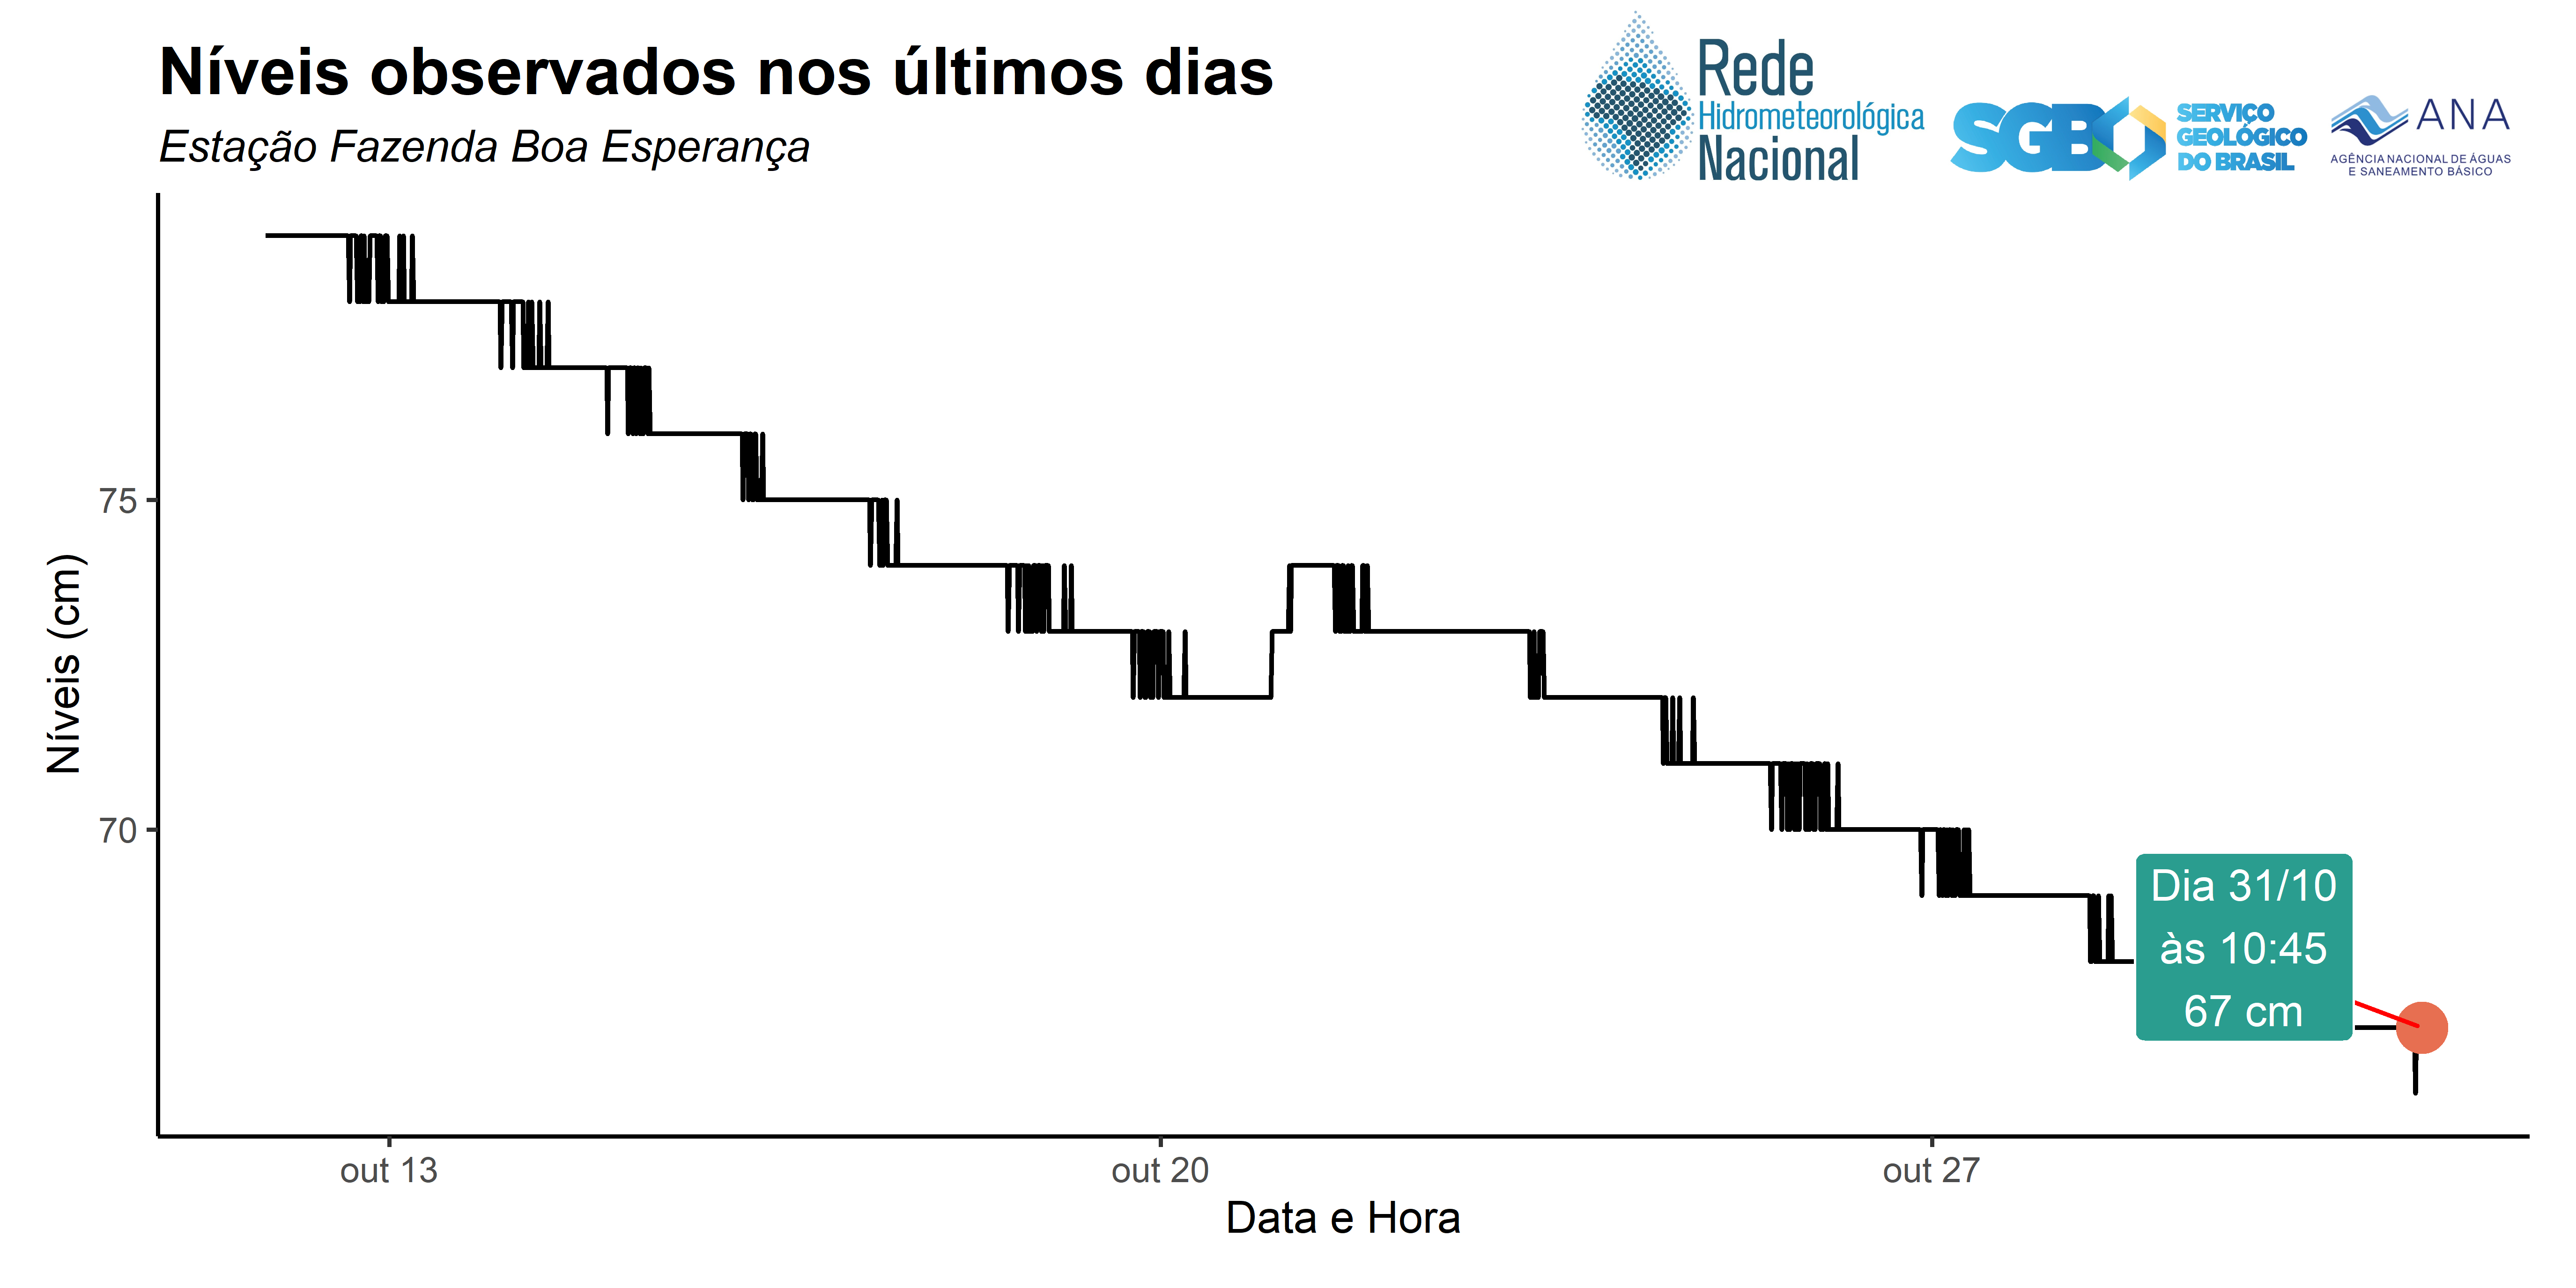 Níveis observados nos últimos dias
Estação Fazenda Boa Esperança
Rede
Hidrometeorológica
Nacional
SGB
SERVIÇO
GEOLÓGICO
DO BRASIL
ANA
AGÊNCIA NACIONAL DE ÁGUAS
E SANEAMENTO BÁSICO
Níveis (cm)
75
70
Dia 31/10
às 10:45
67 cm
out 13
out 20
out 27
Data e Hora